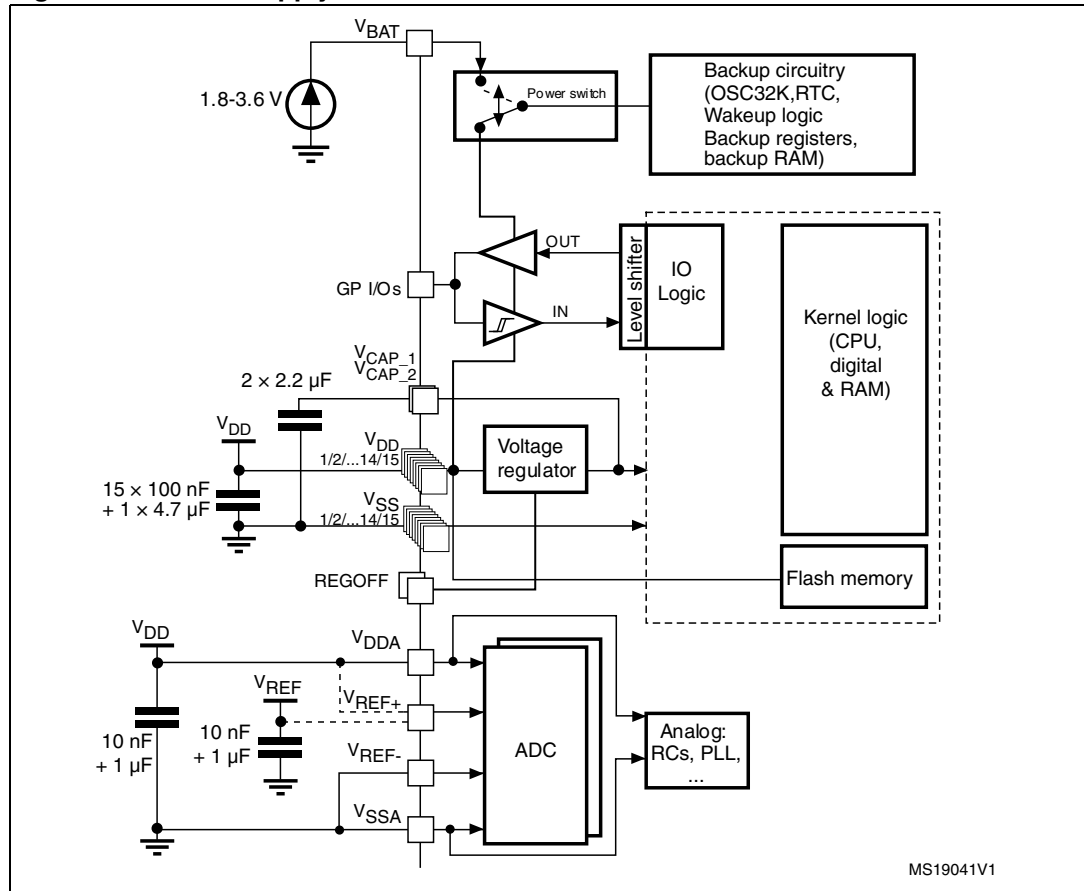 VBAT
1.8-3.6 V
Power switch
Backup circuitry
(OSC32K,RTC,
Wakeup logic
Backup registers,
backup RAM)
OUT
GP I/Os
IN
Level shifter
IO
Logic
Kernel logic
(CPU,
digital
& RAM)
VCAP_1
VCAP_2
2 × 2.2 µF
VDD
VDD
1/2/...14/15
Voltage
regulator
15 × 100 nF
+ 1 × 4.7 µF
VSS
1/2/...14/15
REGOFF
Flash memory
VDD
VDDA
VREF
VREF+
10 nF
+ 1 µF
10 nF
+ 1 µF
VREF-
ADC
Analog:
RCs, PLL,
...
VSSA
MS19041V1